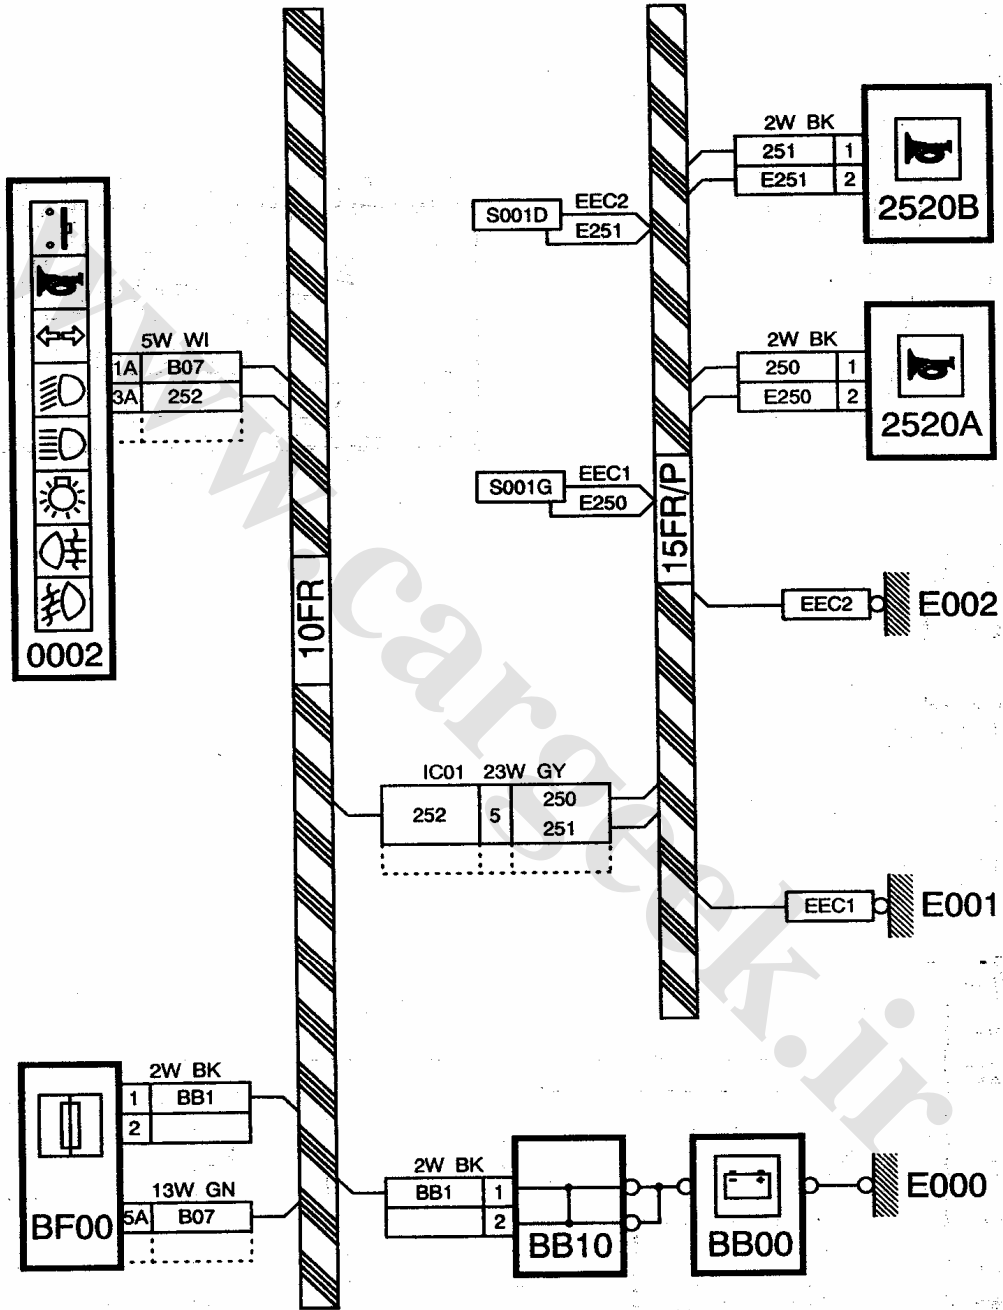 2W BK
251 1
E251 2
2520B
S001D
EEC2
E251
5W WI
1A B07
3A 252
0002
2W BK
250 1
E250 2
2520A
S001G
EEC1
E250
15FR/P
10FR
EEC2
E002
IC01 23W GY
252 5 250
251
EEC1
E001
2W BK
1 BB1
2
13W GN
5A B07
BF00
2W BK
BB1 1
2
BB10
BB00
E000
www.cargeek.ir